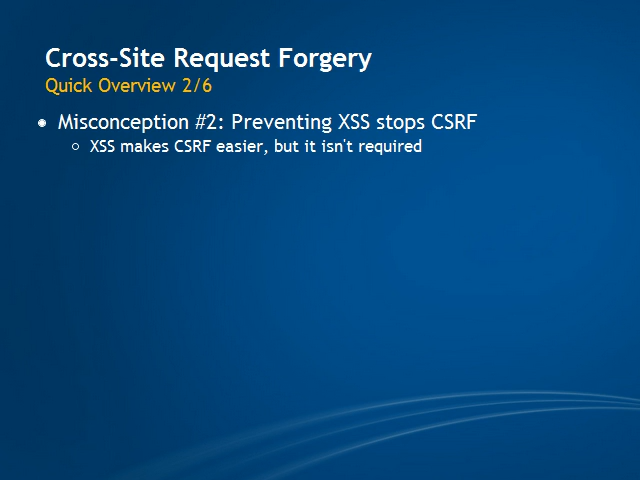 Cross-Site Request Forgery
Quick Overview 2/6
Misconception #2: Preventing XSS stops CSRF
XSS makes CSRF easier, but it isn't required